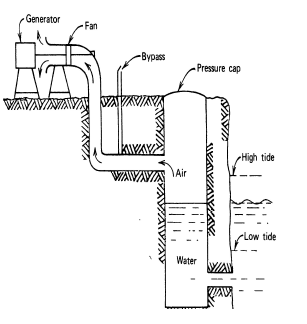 Generator
Fan
Bypass
Pressure cap
High tide
Air
Low tide
Water